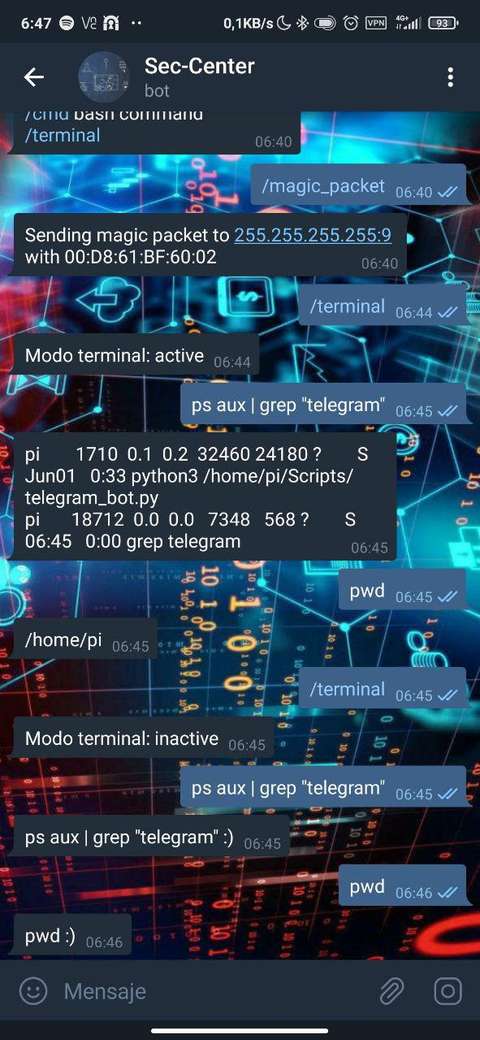 6:47
0,1KB/s
VPN
4G+
93
Sec-Center
bot
/cmd bash command
/terminal
06:40
/magic_packet 06:40
Sending magic packet to 255.255.255.255:9
with 00:D8:61:BF:60:02
06:40
/terminal 06:44
Modo terminal: active 06:44
ps aux | grep "telegram" 06:45
pi 1710 0.1 0.2 32460 24180 ? S
Jun01 0:33 python3 /home/pi/Scripts/
telegram_bot.py
pi 18712 0.0 0.0 7348 568 ? S
06:45 0:00 grep telegram
06:45
pwd 06:45
/home/pi 06:45
/terminal 06:45
Modo terminal: inactive 06:45
ps aux | grep "telegram" 06:45
ps aux | grep "telegram" :) 06:45
pwd 06:46
pwd :) 06:46
Mensaje